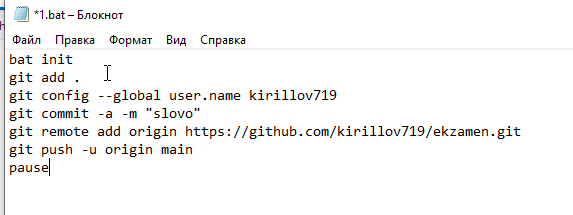 *1.bat – Блокнот
Файл Правка Формат Вид Справка
bat init
git add .
git config --global user.name kirillov719
git commit -a -m "slovo"
git remote add origin https://github.com/kirillov719/ekzamen.git
git push -u origin main
pause